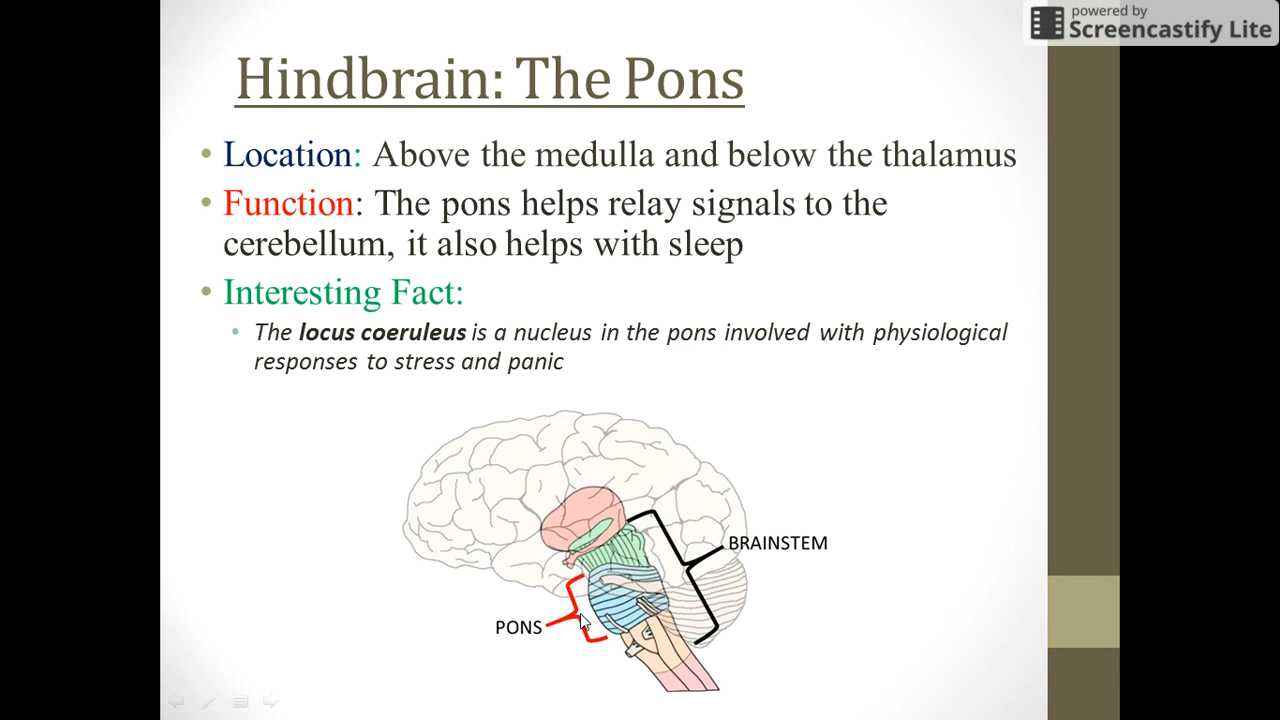 powered by
Screencastify Lite
Hindbrain: The Pons
• Location: Above the medulla and below the thalamus
• Function: The pons helps relay signals to the
cerebellum, it also helps with sleep
• Interesting Fact:
• The locus coeruleus is a nucleus in the pons involved with physiological
responses to stress and panic
BRAINSTEM
PONS